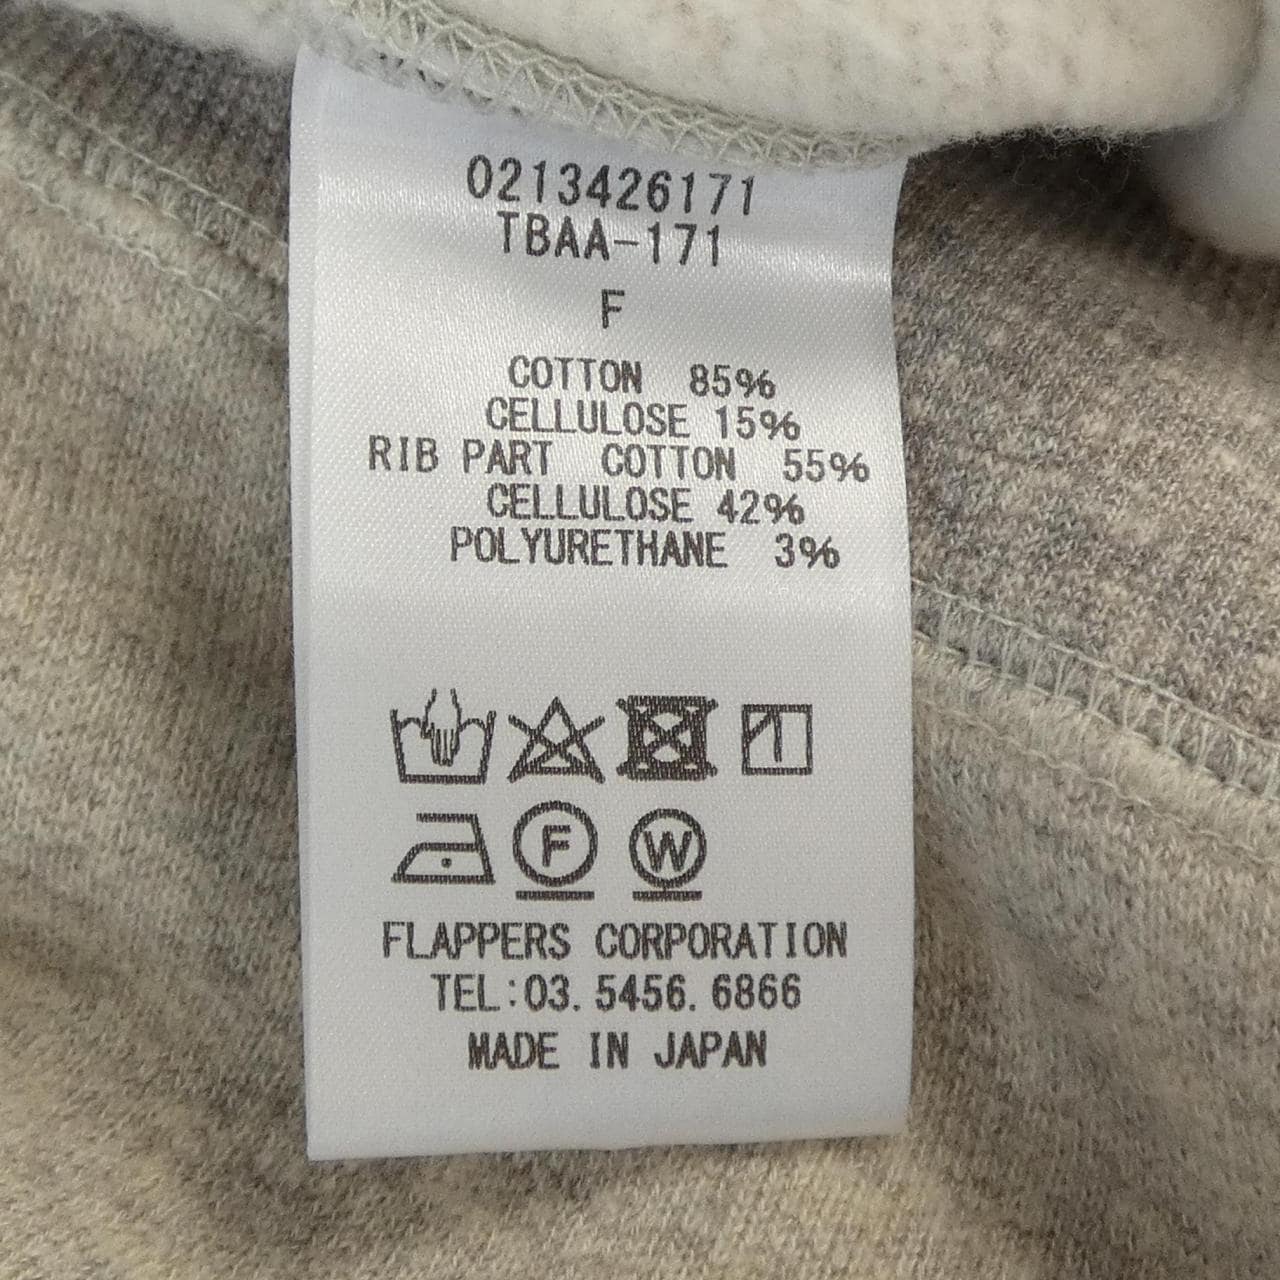 0213426171
TBAA-171
F
COTTON 85%
CELLULOSE 15%
RIB PART COTTON 55%
CELLULOSE 42%
POLYURETHANE 3%
F W
FLAPPERS CORPORATION
TEL:03. 5456. 6866
MADE IN JAPAN